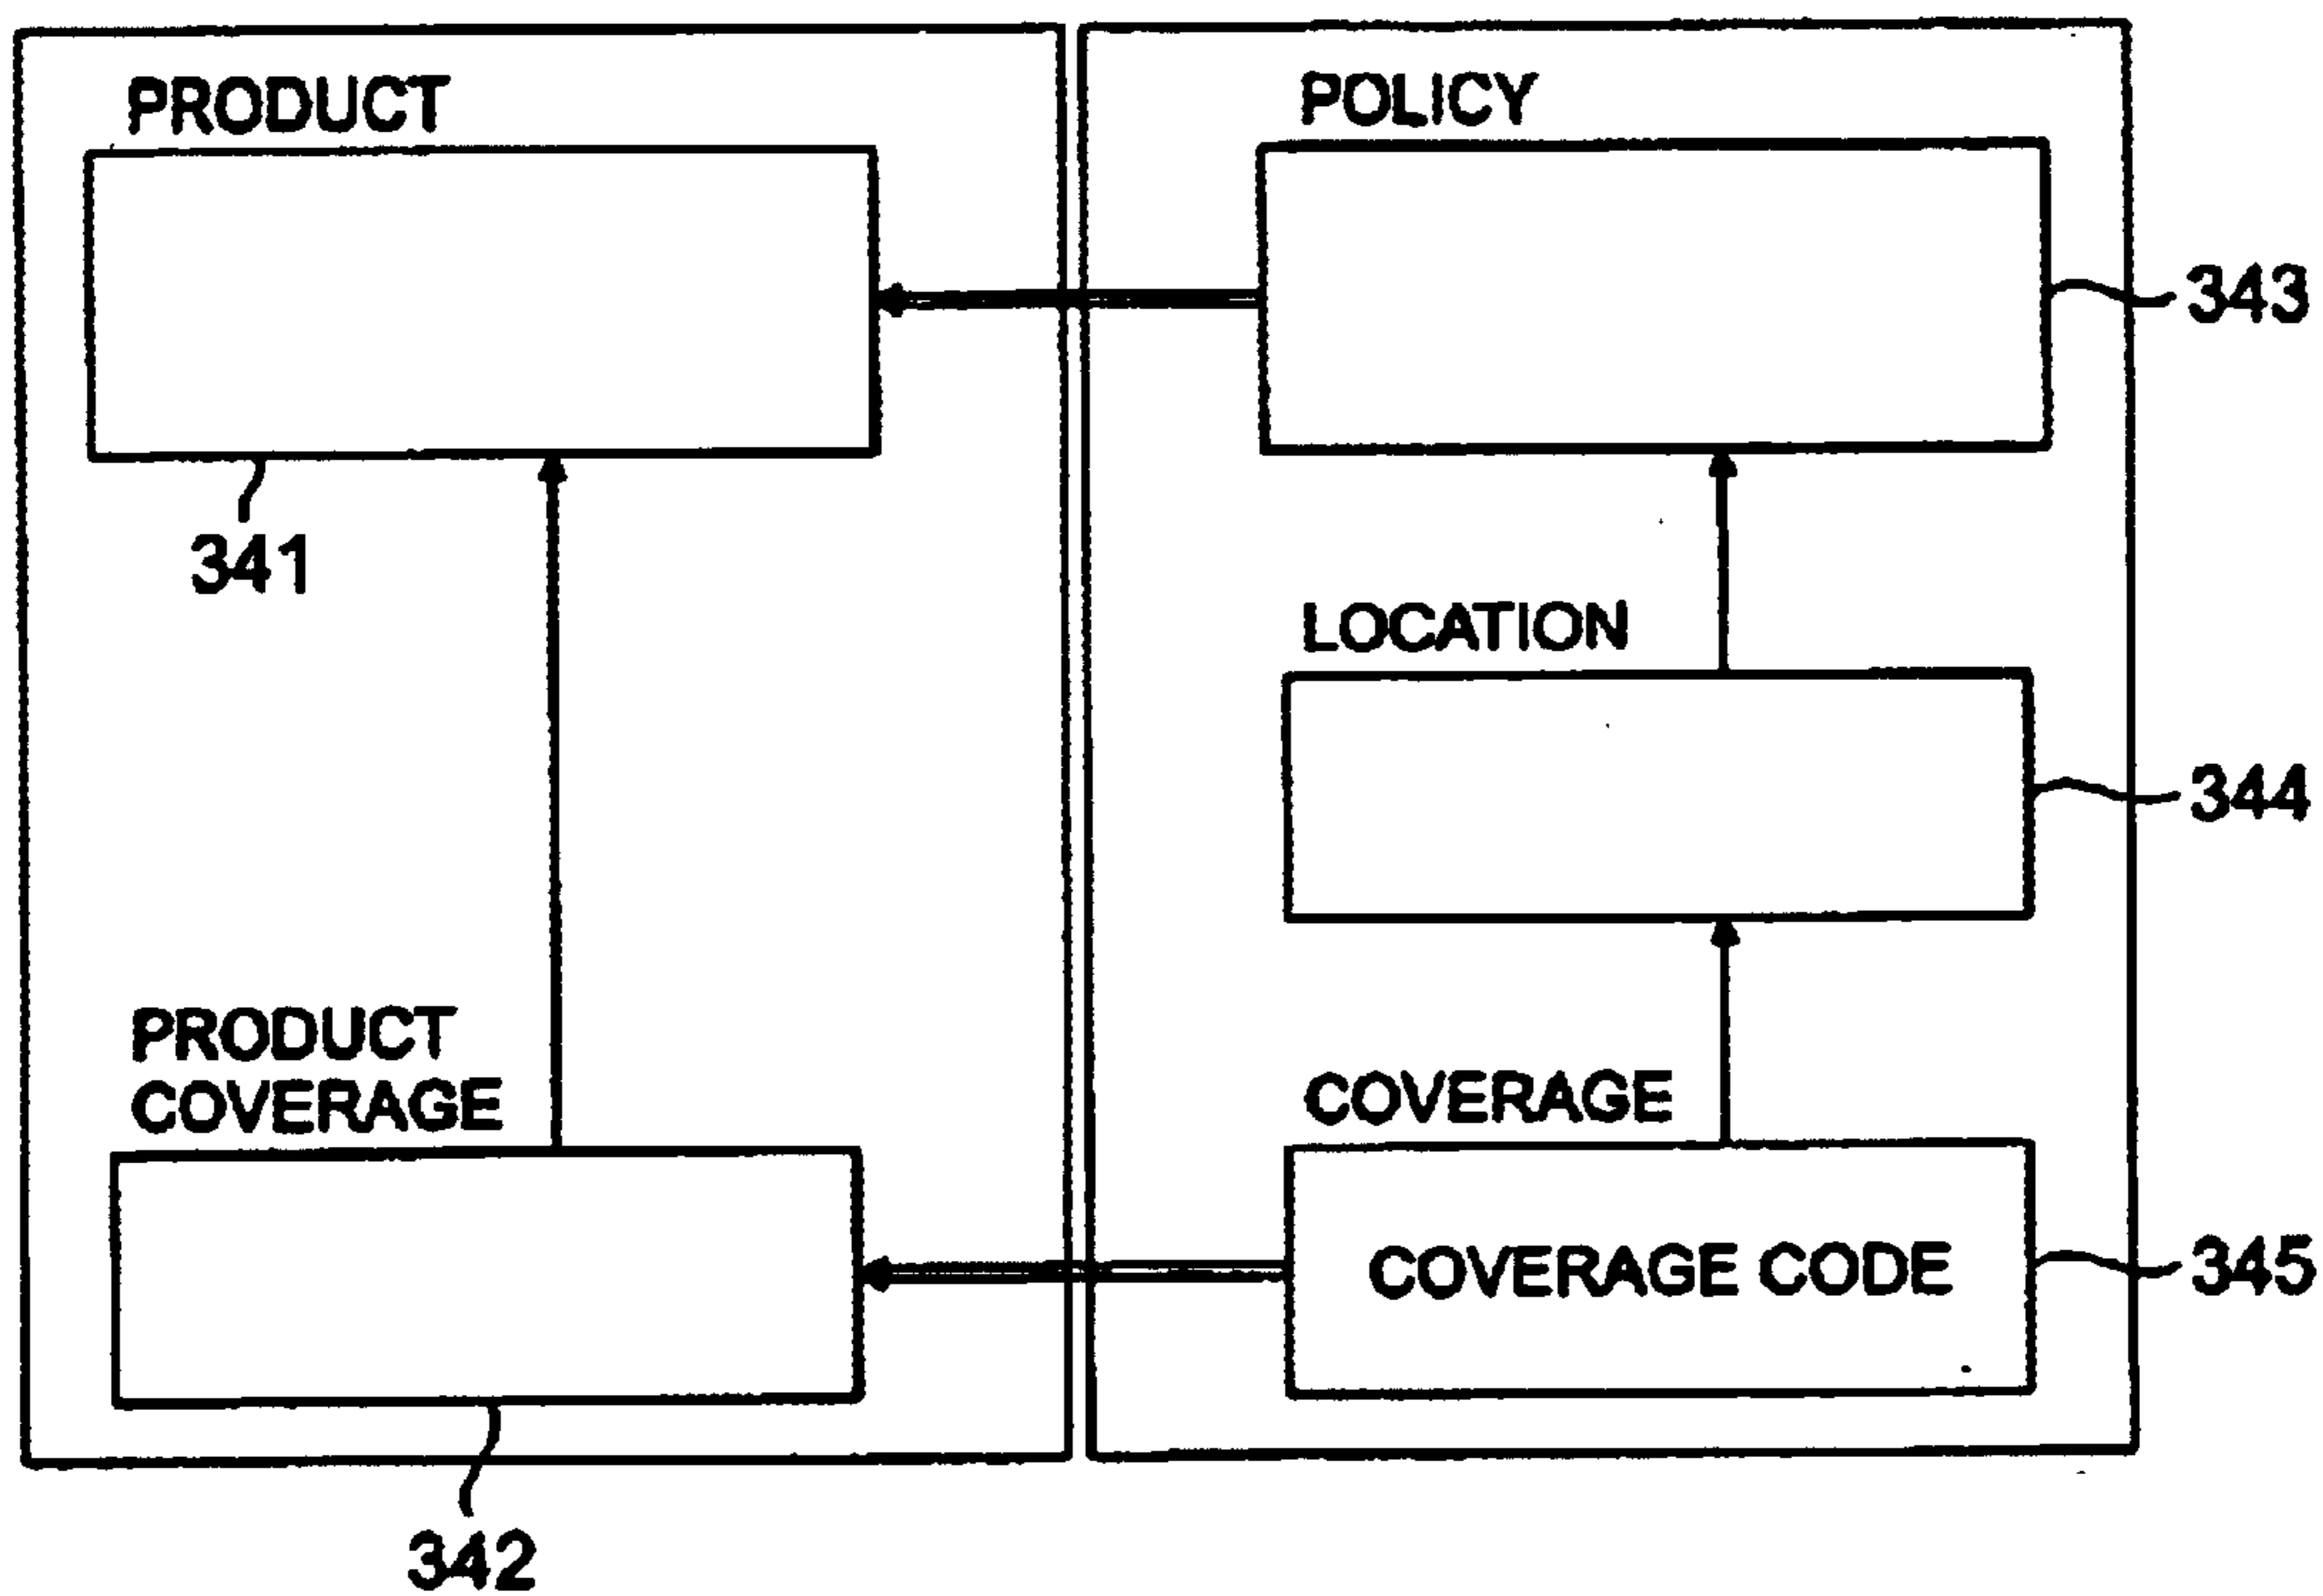 PRODUCT
341
PRODUCT
COVERAGE
342
POLICY
343
LOCATION
344
COVERAGE
COVERAGE CODE
345